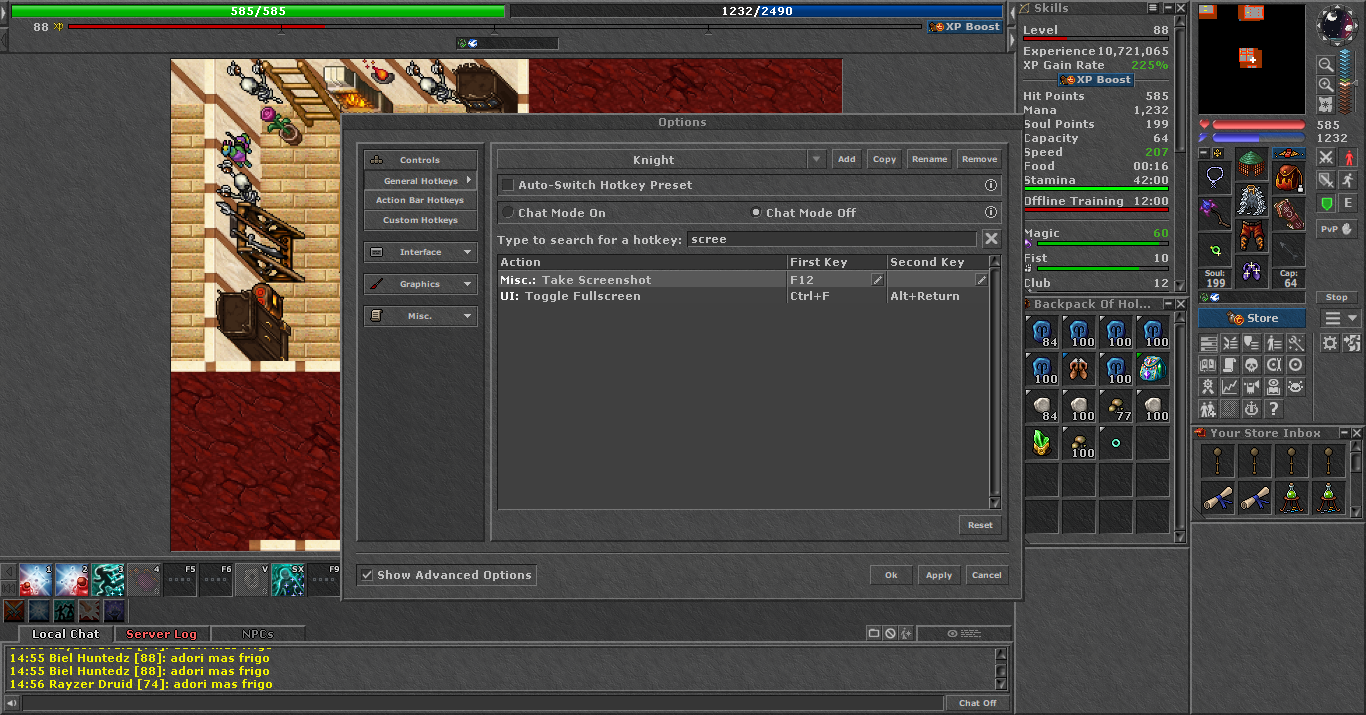 585/585
1232/2490
88 XP
XP Boost
Skills
Level 88
Experience 10,721,065
XP Gain Rate 225%
XP Boost
Hit Points 585
Mana 1,232
Soul Points 199
Capacity 64
Speed 207
Food 00:16
Stamina 42:00
Offline Training 12:00
Magic 60
Fist 10
Club 12
585
1232
E
PvP
Soul: 199
Cap: 64
Stop
Store
Backpack Of Hol...
84 100 100 100
100 100
84 100 77 100
100
Your Store Inbox
Options
Controls
General Hotkeys
Action Bar Hotkeys
Custom Hotkeys
Interface
Graphics
Misc.
Knight
Add Copy Rename Remove
Auto-Switch Hotkey Preset
Chat Mode On
Chat Mode Off
Type to search for a hotkey: scree
Action First Key Second Key
Misc.: Take Screenshot F12
UI: Toggle Fullscreen Ctrl+F Alt+Return
Reset
Show Advanced Options
Ok Apply Cancel
1 2 3 4 F5 F6 V SX F9
Local Chat Server Log NPCs
14:55 Biel Huntedz [88]: adori mas frigo
14:55 Biel Huntedz [88]: adori mas frigo
14:56 Rayzer Druid [74]: adori mas frigo
Chat Off